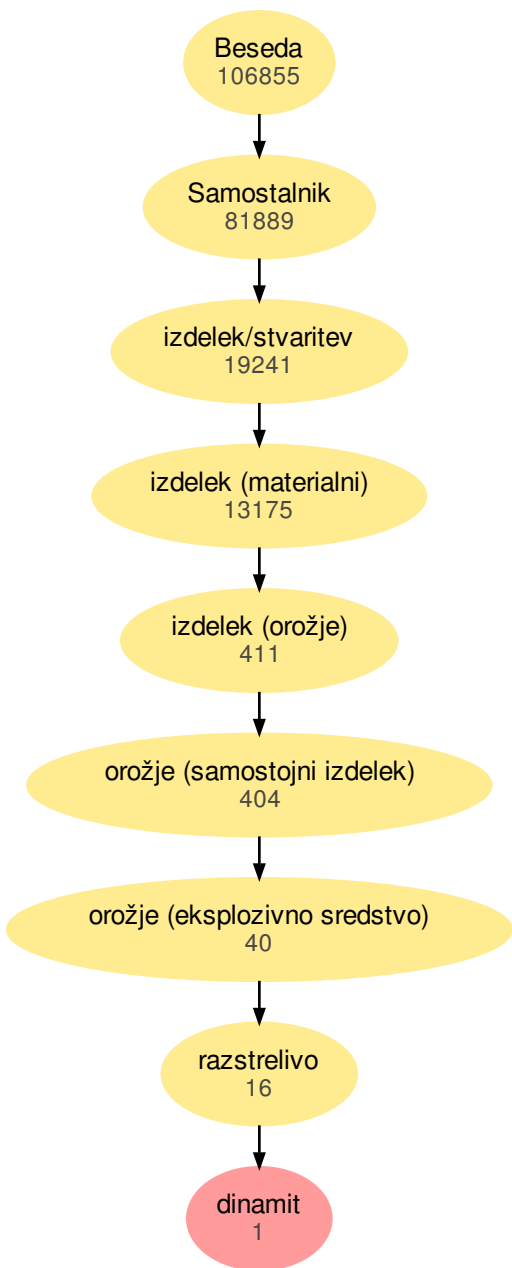 Beseda
106855
Samostalnik
81889
izdelek/stvaritev
19241
izdelek (materialni)
13175
izdelek (orožje)
411
orožje (samostojni izdelek)
404
orožje (eksplozivno sredstvo)
40
razstrelivo
16
dinamit
1